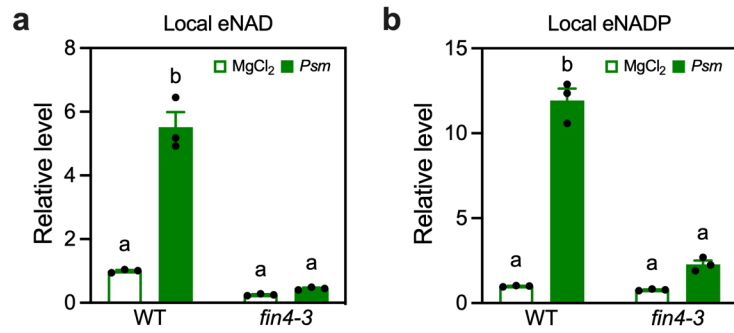 a
Local eNAD
Relative level
8
6
4
2
0
MgCl₂ Psm
a
b
a
a
WT
fin4-3
b
Local eNADP
Relative level
15
10
5
0
MgCl₂ Psm
a
b
a
a
WT
fin4-3